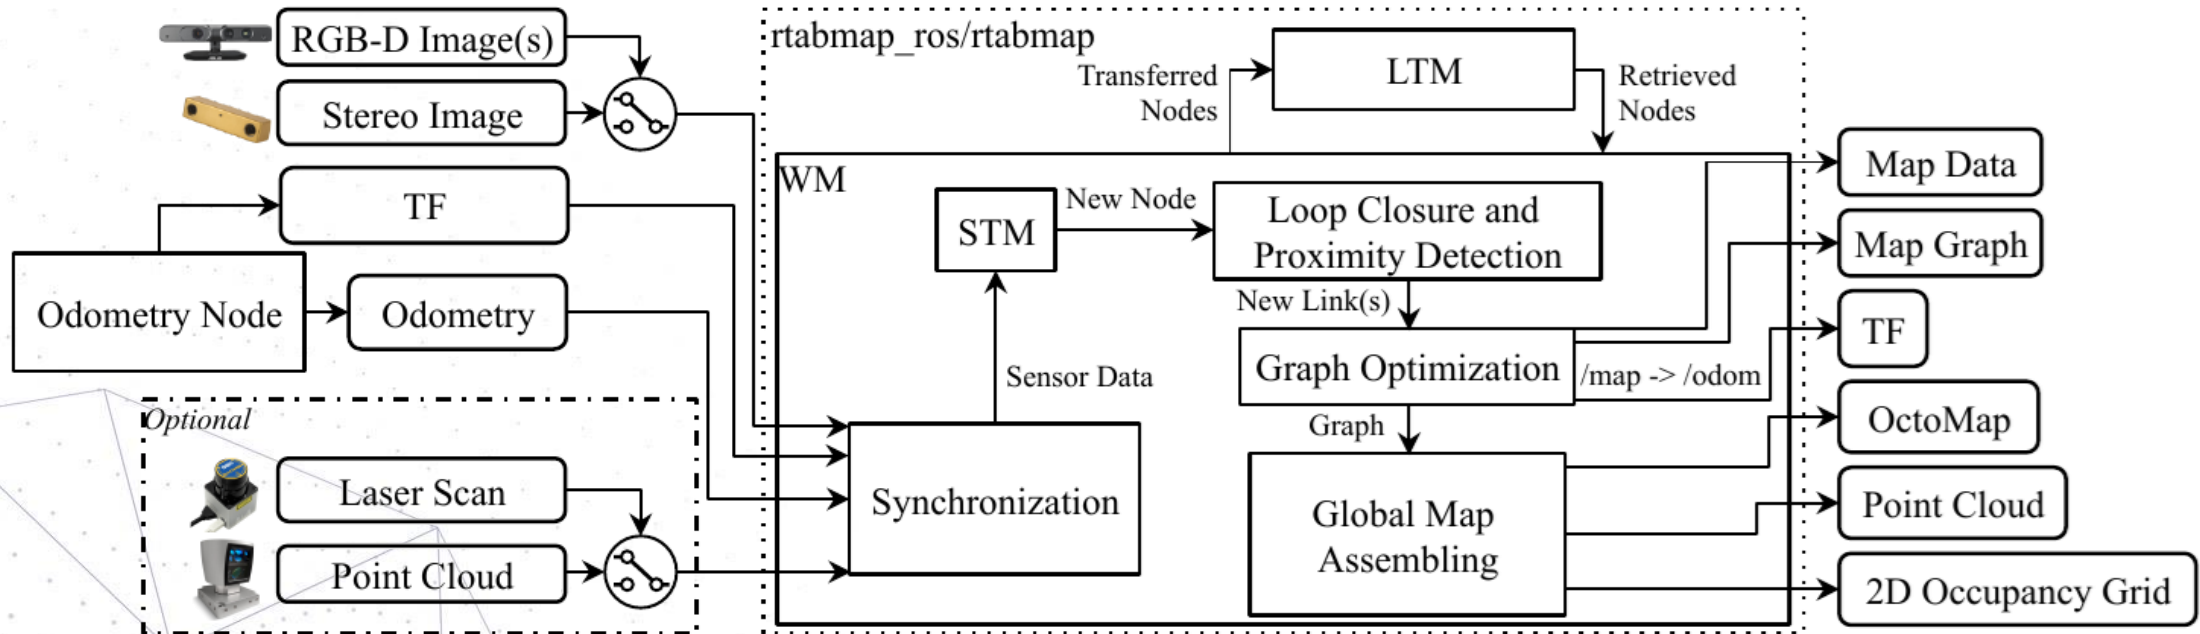 RGB-D Image(s)
Stereo Image
TF
Odometry Node
Odometry
Optional
Laser Scan
Point Cloud
rtabmap_ros/rtabmap
Transferred
Nodes
LTM
Retrieved
Nodes
WM
STM
New Node
Loop Closure and
Proximity Detection
New Link(s)
Graph Optimization
/map -> /odom
Sensor Data
Graph
Synchronization
Global Map
Assembling
Map Data
Map Graph
TF
OctoMap
Point Cloud
2D Occupancy Grid